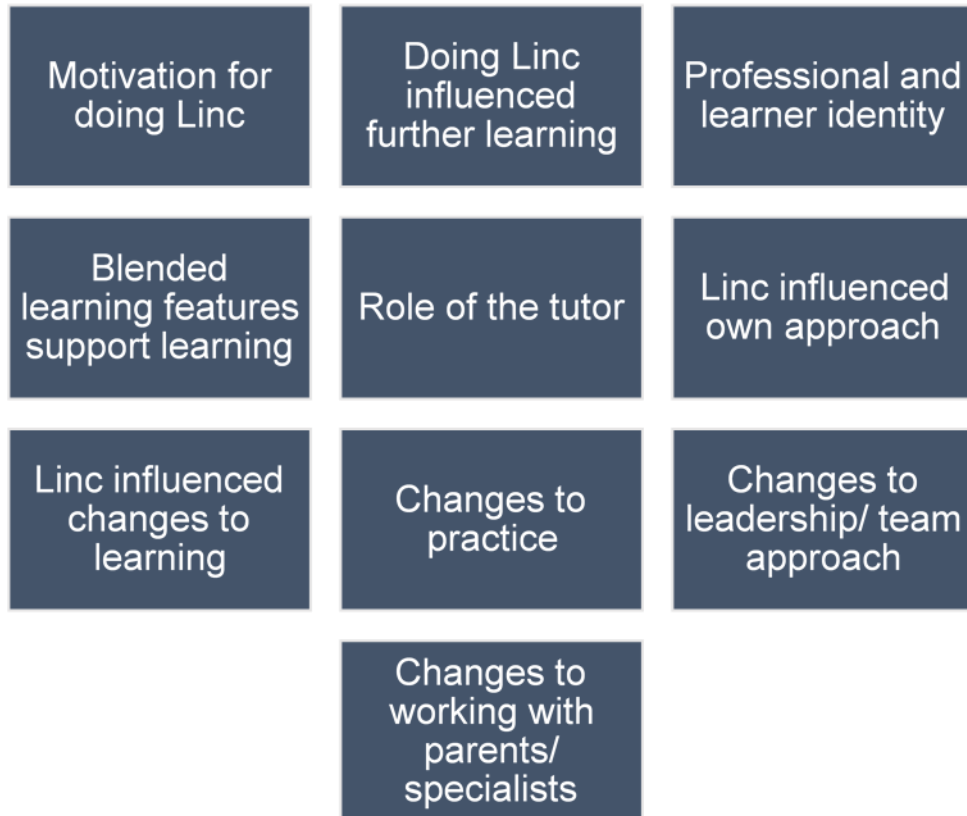 Motivation for
doing Linc
Doing Linc
influenced
further learning
Professional and
learner identity
Blended
learning features
support learning
Role of the tutor
Linc influenced
own approach
Linc influenced
changes to
learning
Changes to
practice
Changes to
leadership/ team
approach
Changes to
working with
parents/
specialists